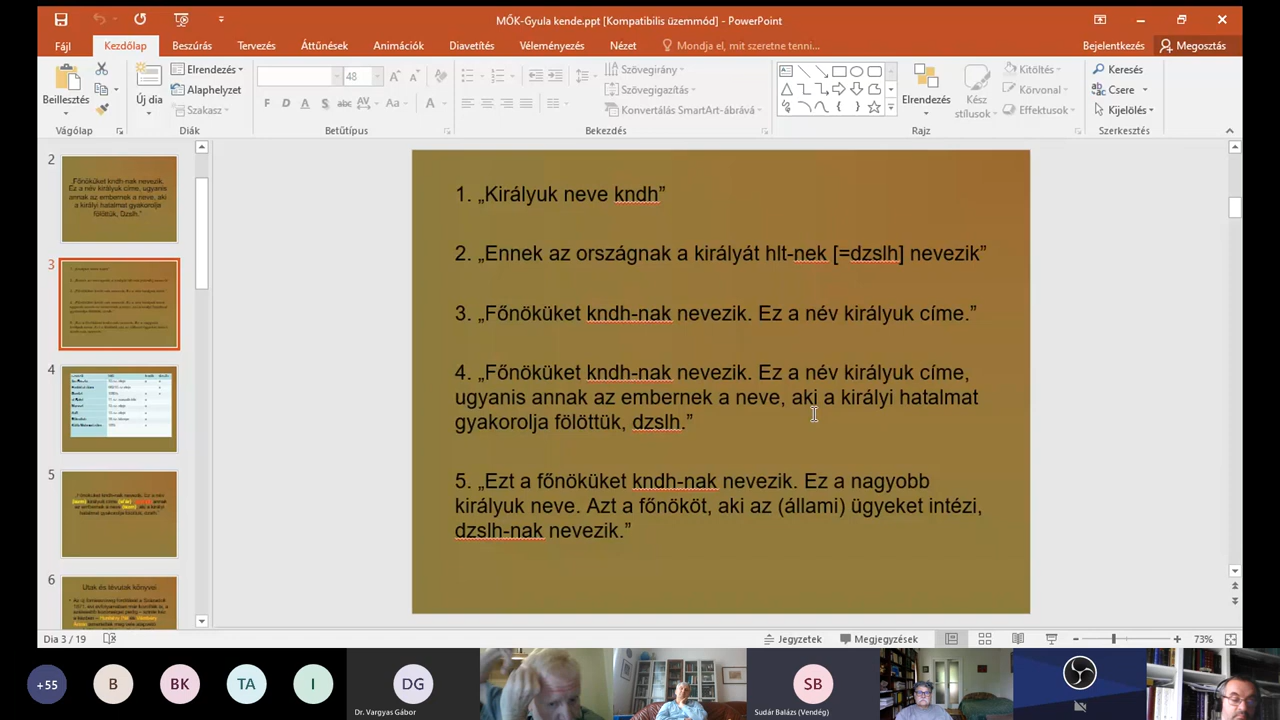 MŐK-Gyula kende.ppt [Kompatibilis üzemmód] - PowerPoint
Fájl Kezdőlap Beszúrás Tervezés Áttűnések Animációk Diavetítés Véleményezés Nézet Mondja el, mit szeretne tenni... Bejelentkezés Megosztás
Beillesztés
Új dia
Elrendezés
Alaphelyzet
Szakasz
48
F D A S abc AV Aa A
Szövegirány
Szövegigazítás
Konvertálás SmartArt-ábrává
Elrendezés
Kész stílusok
Kitöltés
Körvonal
Effektusok
Keresés
Csere
Kijelölés
Vágólap Diák Betűtípus Bekezdés Rajz Szerkesztés
2
Főnöküket kndh-nak nevezik.
Ez a név királyuk címe, ugyanis
annak az embernek a neve, aki
a királyi hatalmat gyakorolja
fölöttük, Dzslh."
3
4
5
6
Utak és tévutak könyvei
1. „Királyuk neve kndh”
2. „Ennek az országnak a királyát hlt-nek [=dzslh] nevezik”
3. „Főnöküket kndh-nak nevezik. Ez a név királyuk címe.”
4. „Főnöküket kndh-nak nevezik. Ez a név királyuk címe,
ugyanis annak az embernek a neve, aki a királyi hatalmat
gyakorolja fölöttük, dzslh.”
5. „Ezt a főnöküket kndh-nak nevezik. Ez a nagyobb
királyuk neve. Azt a főnököt, aki az (állami) ügyeket intézi,
dzslh-nak nevezik.”
Dia 3 / 19 Jegyzetek Megjegyzések 73%
+55 B BK TA I DG SB
Dr. Vargyas Gábor
Sudár Balázs (Vendég)